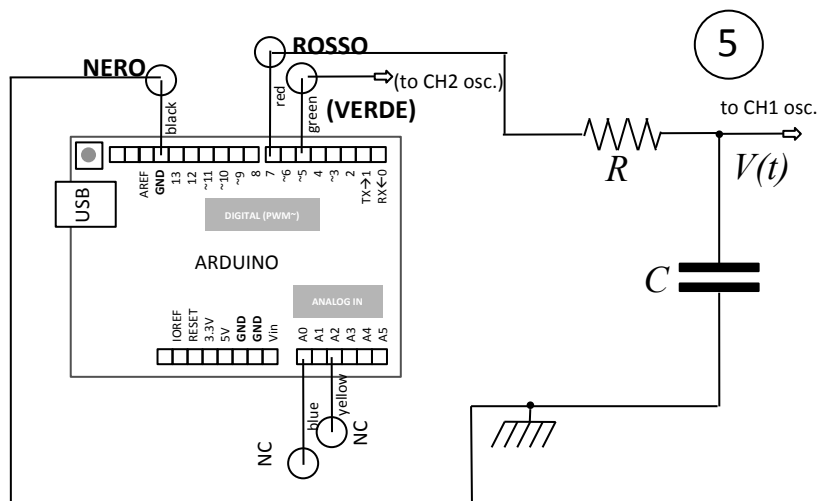 5
ROSSO
NERO
(to CH2 osc.)
(VERDE)
red
green
black
to CH1 osc.
R
V(t)
C
USB
AREF
GND
13
12
~11
~10
~9
8
7
~6
~5
4
~3
2
TX→1
RX←0
DIGITAL (PWM~)
ARDUINO
ANALOG IN
IOREF
RESET
3.3V
5V
GND
GND
Vin
A0
A1
A2
A3
A4
A5
blue
yellow
NC
NC